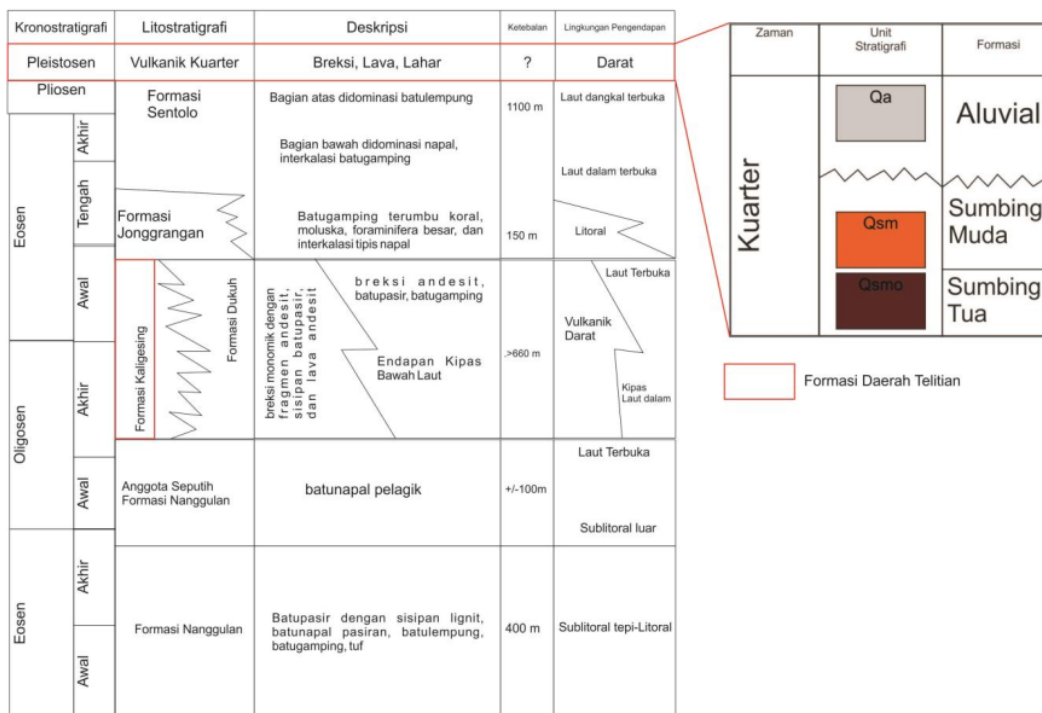 Kronostratigrafi
Litostratigrafi
Deskripsi
Ketebalan
Lingkungan Pengendapan
Pleistosen
Vulkanik Kuarter
Breksi, Lava, Lahar
?
Darat
Pliosen
Formasi
Sentolo
Bagian atas didominasi batulempung
1100 m
Laut dangkal terbuka
Eosen
Akhir
Bagian bawah didominasi napal,
interkalasi batugamping
Laut dalam terbuka
Tengah
Formasi
Jonggrangan
Batugamping terumbu koral,
moluska, foraminifera besar, dan
interkalasi tipis napal
150 m
Litoral
Awal
Formasi Kaligesing
Formasi Dukuh
breksi monomik dengan
fragmen andesit,
sisipan batupasir,
dan lava andesit
breksi andesit,
batupasir, batugamping
Endapan Kipas
Bawah Laut
>660 m
Laut Terbuka
Vulkanik
Darat
Kipas
Laut dalam
Oligosen
Akhir
Awal
Anggota Seputih
Formasi Nanggulan
batunapal pelagik
+/-100m
Laut Terbuka
Sublitoral luar
Eosen
Akhir
Awal
Formasi Nanggulan
Batupasir dengan sisipan lignit,
batunapal pasiran, batulempung,
batugamping, tuf
400 m
Sublitoral tepi-Litoral
Zaman
Unit
Stratigrafi
Formasi
Kuarter
Qa
Aluvial
Qsm
Sumbing
Muda
Qsmo
Sumbing
Tua
Formasi Daerah Telitian